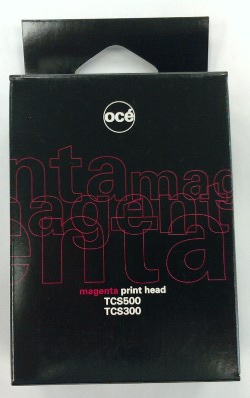 océ
nta mag
magenta
enta
magenta print head
TCS500
TCS300